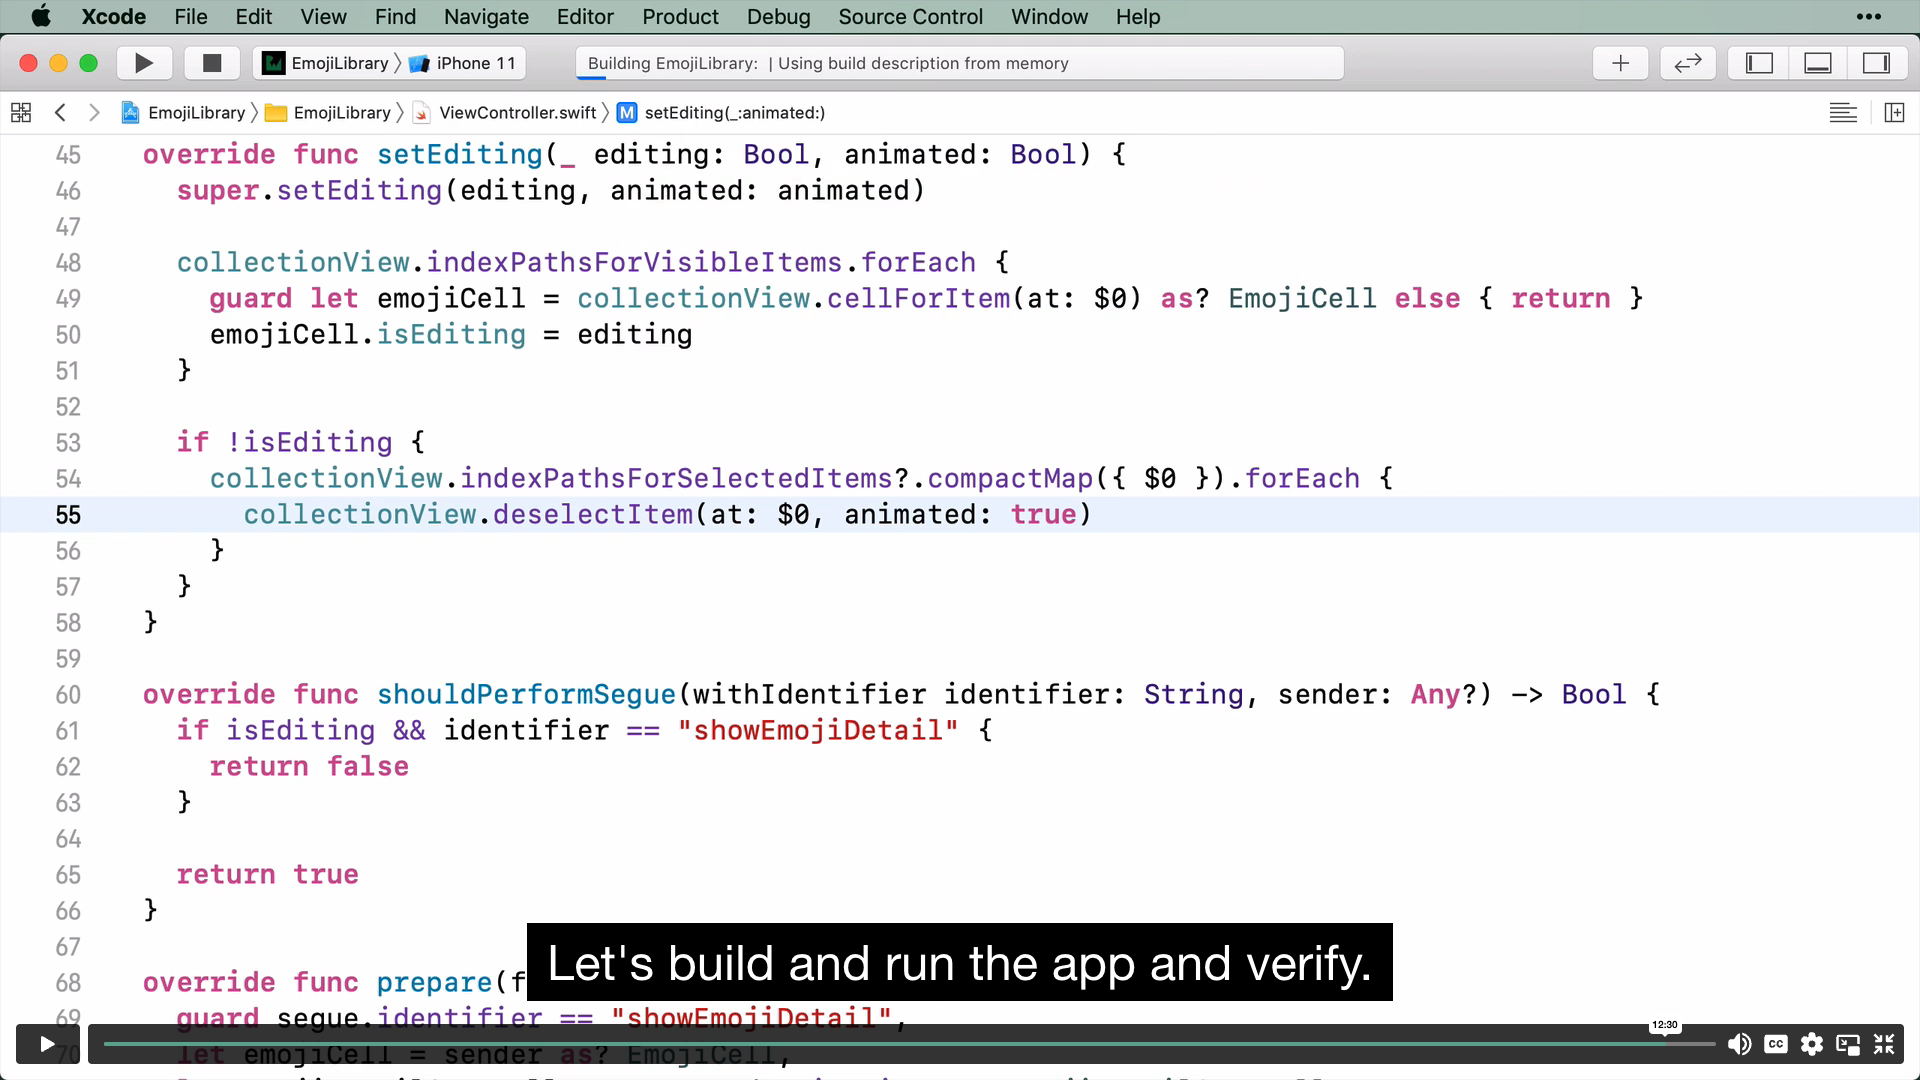 Xcode File Edit View Find Navigate Editor Product Debug Source Control Window Help
EmojiLibrary iPhone 11 Building EmojiLibrary: | Using build description from memory
EmojiLibrary EmojiLibrary ViewController.swift M setEditing(_:animated:)
45 override func setEditing(_ editing: Bool, animated: Bool) {
46 super.setEditing(editing, animated: animated)
47
48 collectionView.indexPathsForVisibleItems.forEach {
49 guard let emojiCell = collectionView.cellForItem(at: $0) as? EmojiCell else { return }
50 emojiCell.isEditing = editing
51 }
52
53 if !isEditing {
54 collectionView.indexPathsForSelectedItems?.compactMap({ $0 }).forEach {
55 collectionView.deselectItem(at: $0, animated: true)
56 }
57 }
58 }
59
60 override func shouldPerformSegue(withIdentifier identifier: String, sender: Any?) -> Bool {
61 if isEditing && identifier == "showEmojiDetail" {
62 return false
63 }
64
65 return true
66 }
67
68 override func prepare(f
Let's build and run the app and verify.
69 guard segue.identifier == "showEmojiDetail",
12:30
70 let emojiCell = sender as? EmojiCell,
CC